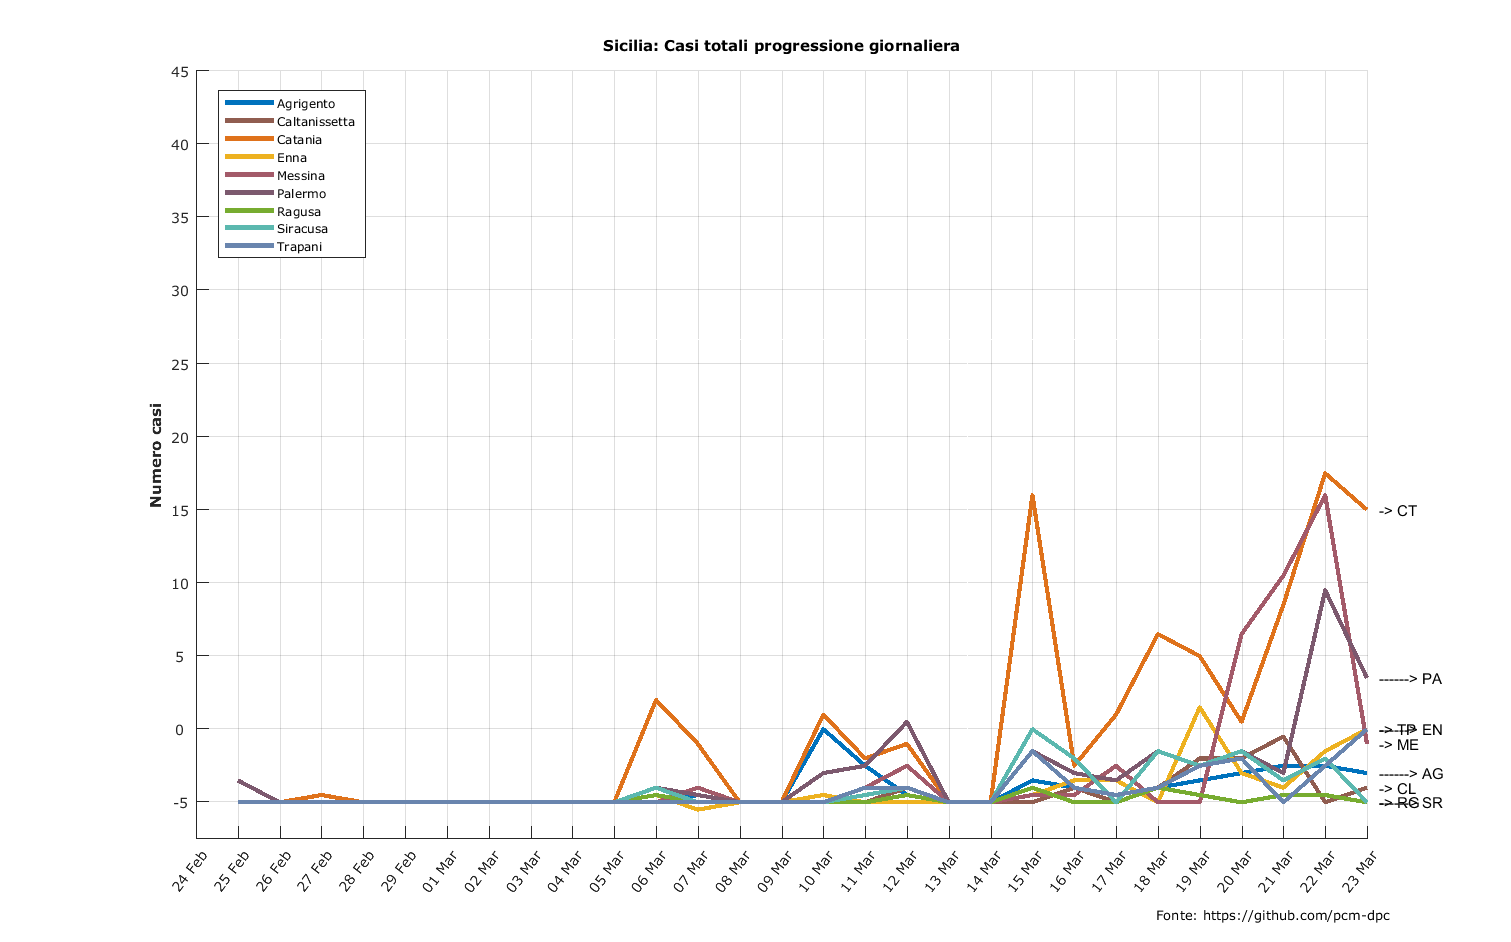 Sicilia: Casi totali progressione giornaliera
45
40
35
30
25
20
15
10
5
0
-5
Numero casi
Agrigento
Caltanissetta
Catania
Enna
Messina
Palermo
Ragusa
Siracusa
Trapani
-> CT
------> PA
-> TP
------> EN
-> ME
------> AG
-> CL
-> RG
------> SR
24 Feb
25 Feb
26 Feb
27 Feb
28 Feb
29 Feb
01 Mar
02 Mar
03 Mar
04 Mar
05 Mar
06 Mar
07 Mar
08 Mar
09 Mar
10 Mar
11 Mar
12 Mar
13 Mar
14 Mar
15 Mar
16 Mar
17 Mar
18 Mar
19 Mar
20 Mar
21 Mar
22 Mar
23 Mar
Fonte: https://github.com/pcm-dpc